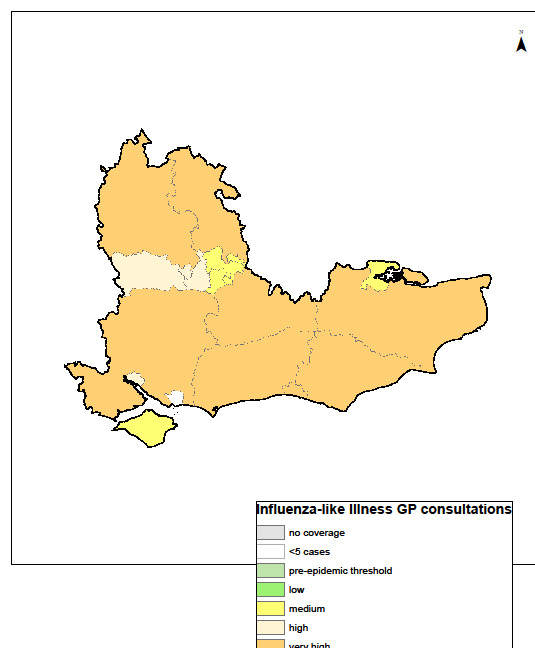 N
Influenza-like Illness GP consultations
no coverage
<5 cases
pre-epidemic threshold
low
medium
high
very high